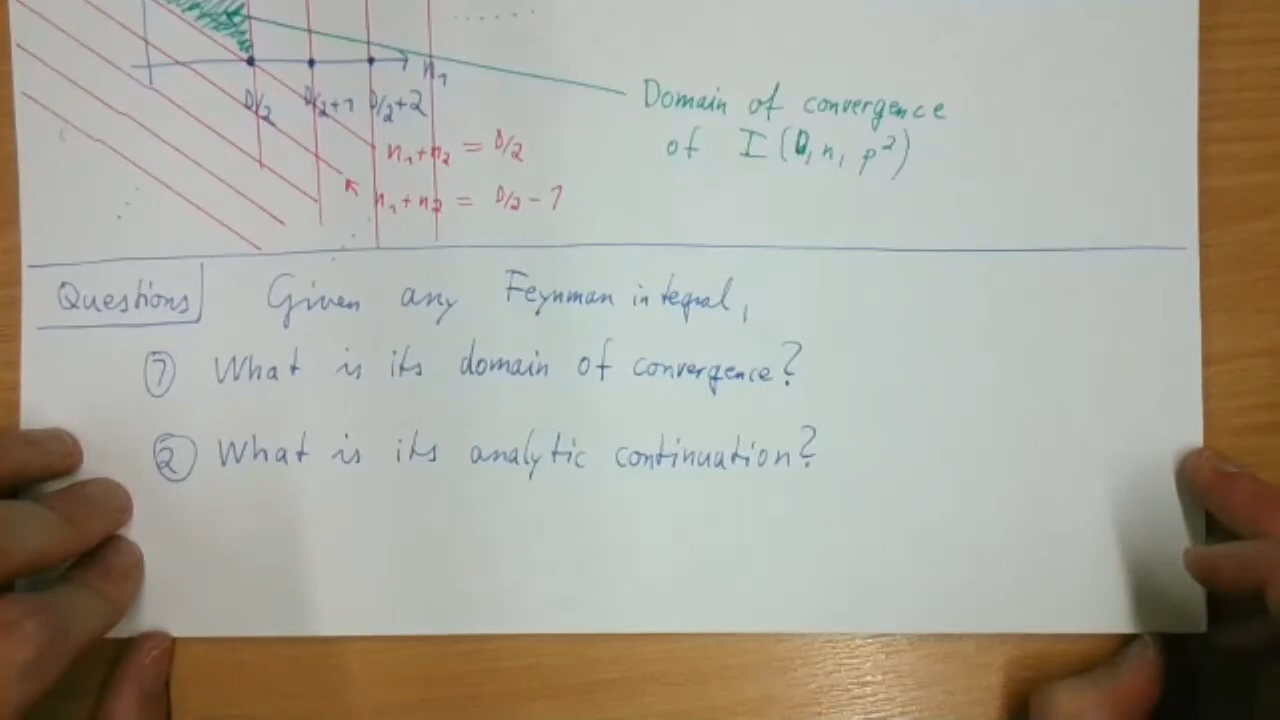 n₁
D/2 D/2+1 D/2+2
Domain of convergence
of I(D, n, p²)
n₁+n₂ = D/2
n₁+n₂ = D/2-1
Questions Given any Feynman integral,
① What is its domain of convergence?
② What is its analytic continuation?